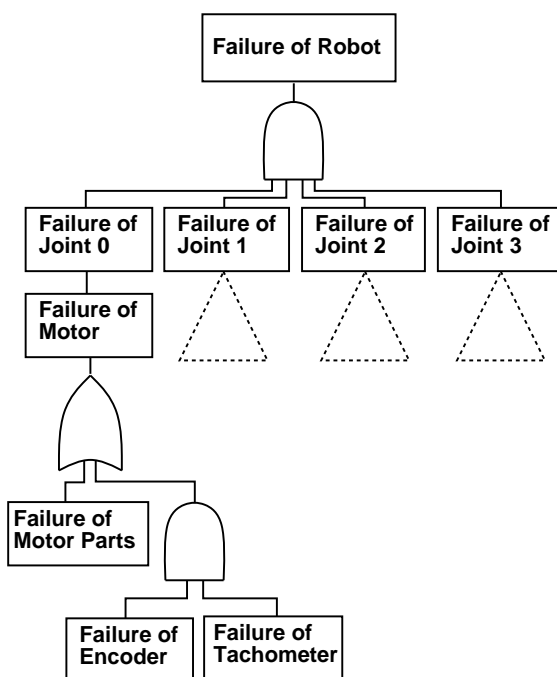 Failure of Robot
Failure of
Joint 0
Failure of
Joint 1
Failure of
Joint 2
Failure of
Joint 3
Failure of
Motor
Failure of
Motor Parts
Failure of
Encoder
Failure of
Tachometer